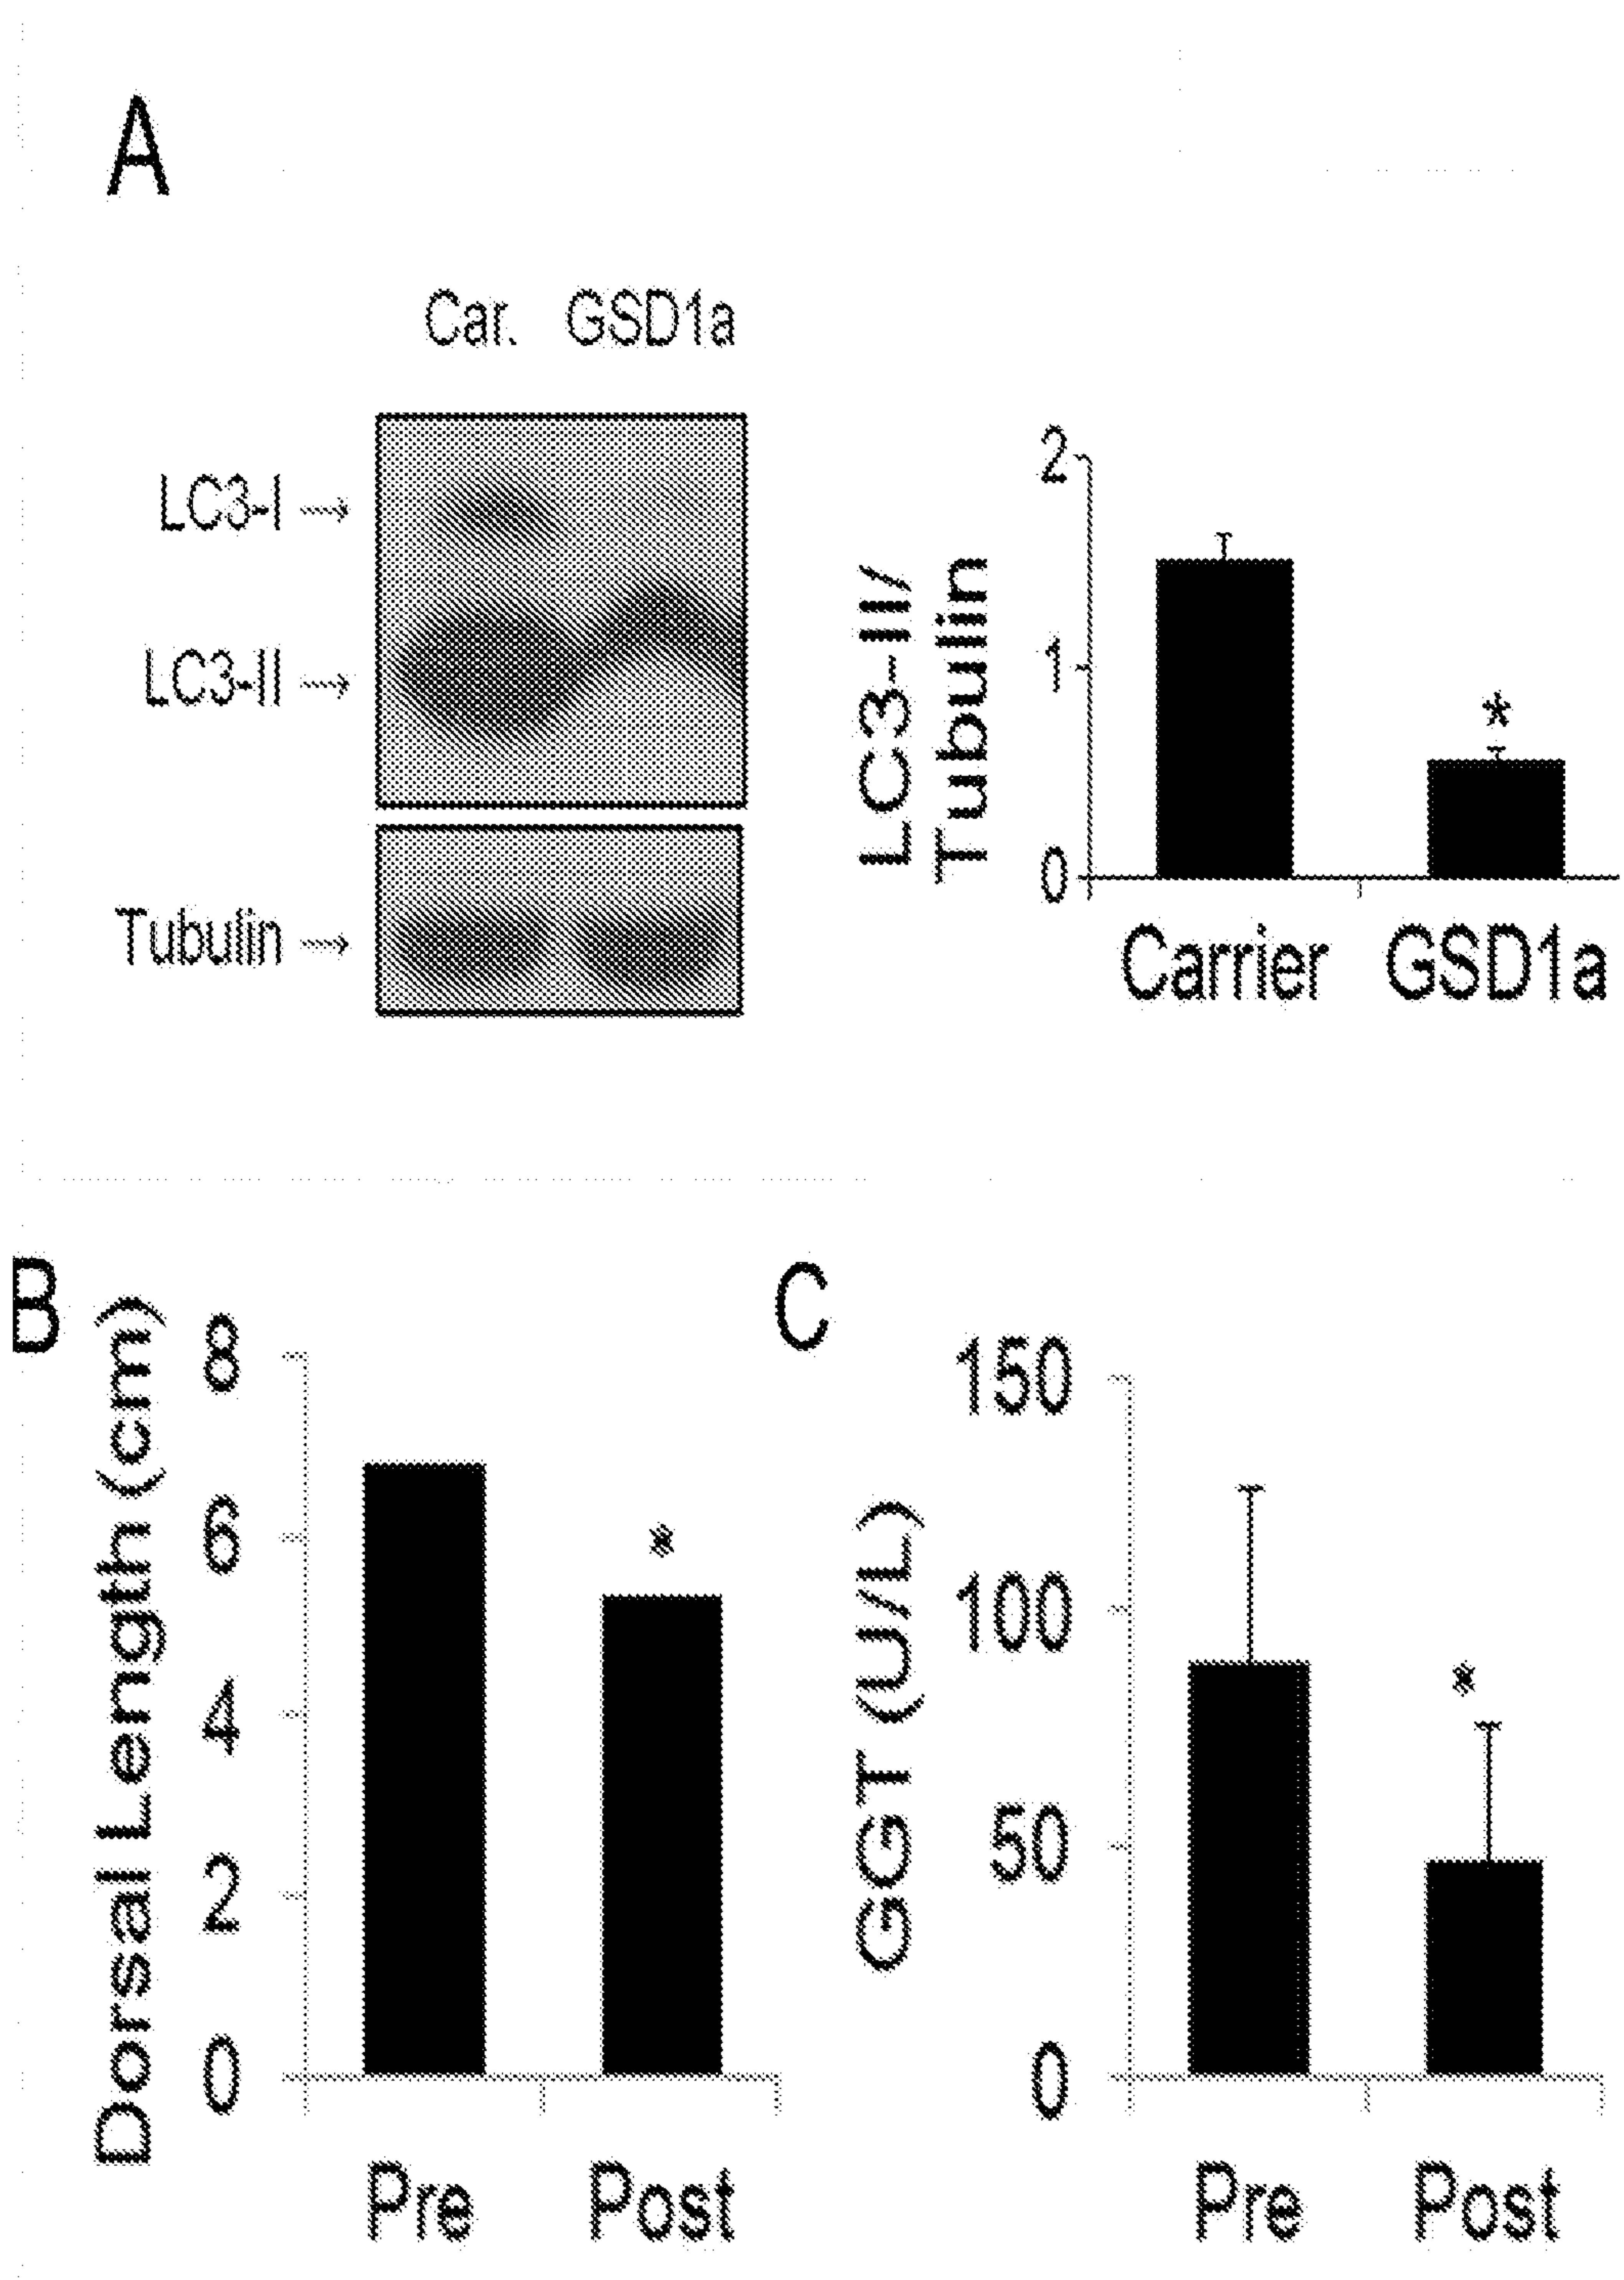 A
Car. GSD1a
LC3-I →
LC3-II →
Tubulin →
LC3-II/
Tubulin
2
1
0
*
Carrier GSD1a
B
Dorsal Length (cm)
8
6
4
2
0
*
Pre Post
C
GGT (U/L)
150
100
50
0
*
Pre Post